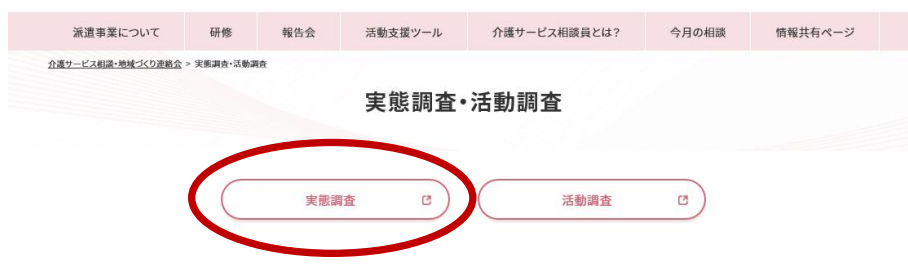 派遣事業について 研修 報告会 活動支援ツール 介護サービス相談員とは? 今月の相談 情報共有ページ
介護サービス相談・地域づくり連絡会 > 実態調査・活動調査
実態調査・活動調査
実態調査 活動調査